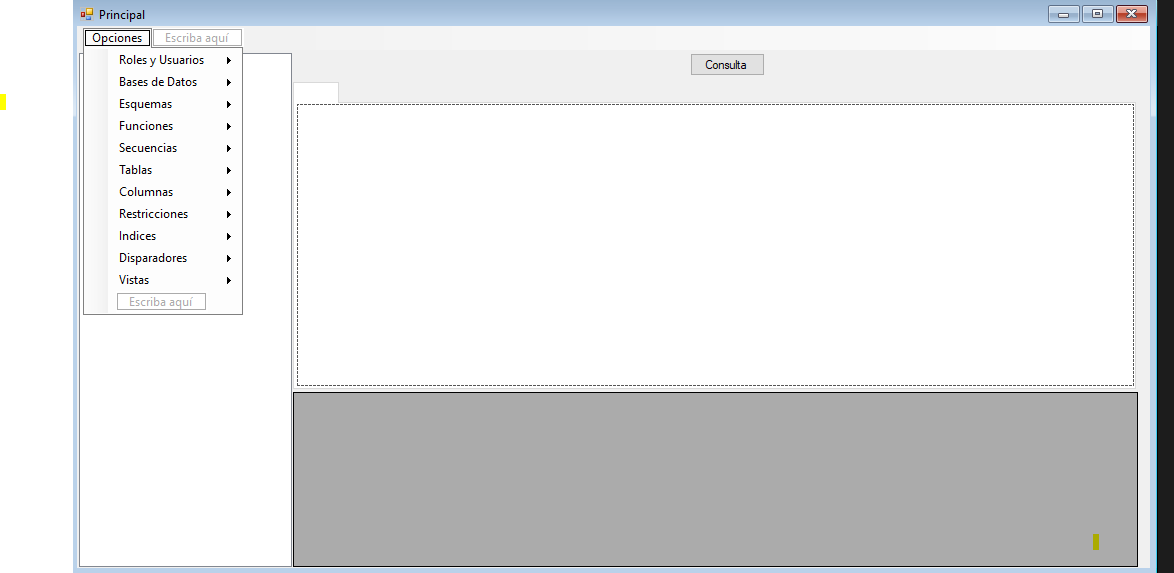 Principal
Opciones Escriba aquí
Consulta
Roles y Usuarios
Bases de Datos
Esquemas
Funciones
Secuencias
Tablas
Columnas
Restricciones
Indices
Disparadores
Vistas
Escriba aquí